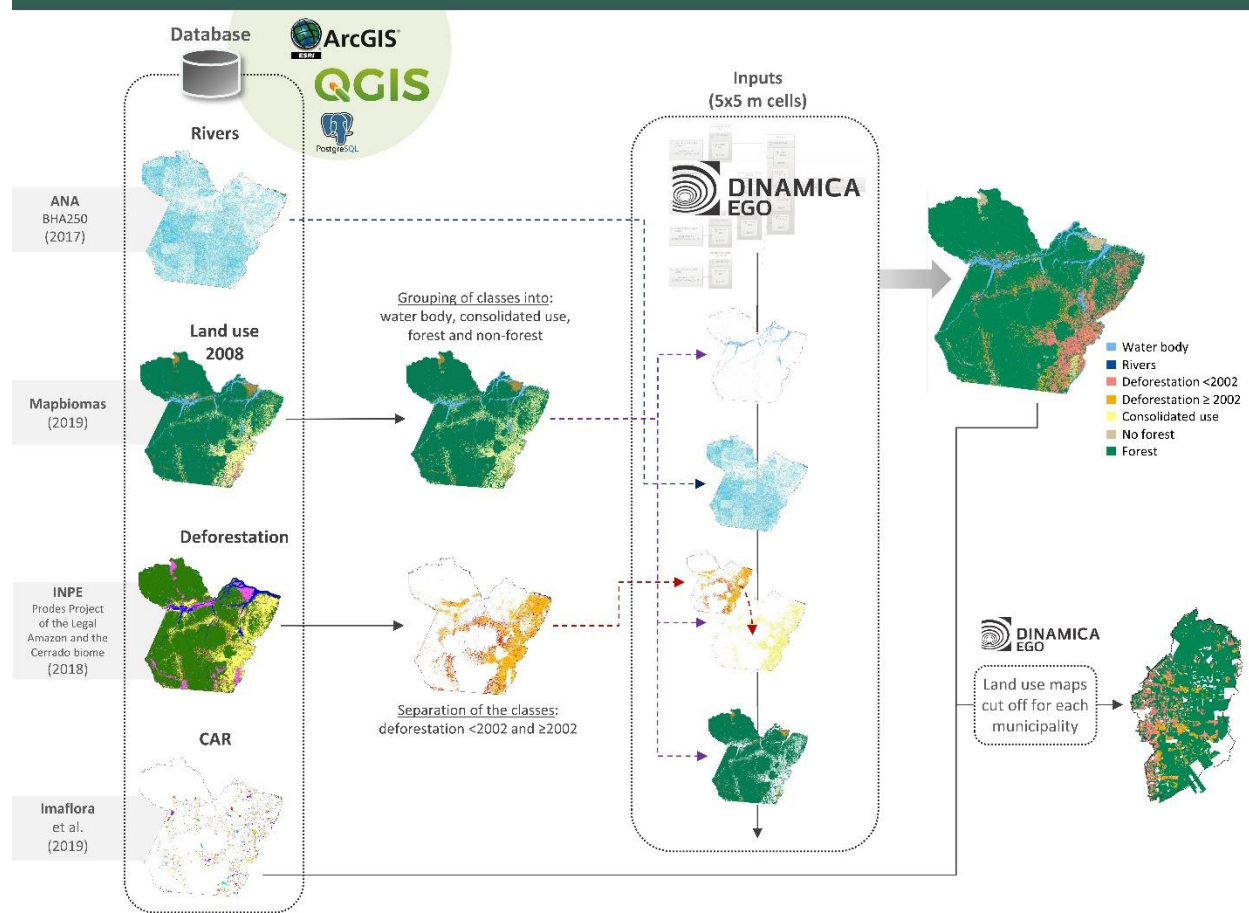 Database
ArcGIS®
esri
QGIS
PostgreSQL
Inputs
(5x5 m cells)
Rivers
ANA
BHA250
(2017)
DINAMICA
EGO
Grouping of classes into:
water body, consolidated use,
forest and non-forest
Land use
2008
Mapbiomas
(2019)
Water body
Rivers
Deforestation <2002
Deforestation ≥ 2002
Consolidated use
No forest
Forest
Deforestation
INPE
Prodes Project
of the Legal
Amazon and the
Cerrado biome
(2018)
Separation of the classes:
deforestation <2002 and ≥2002
DINAMICA
EGO
Land use maps
cut off for each
municipality
CAR
Imaflora
et al.
(2019)